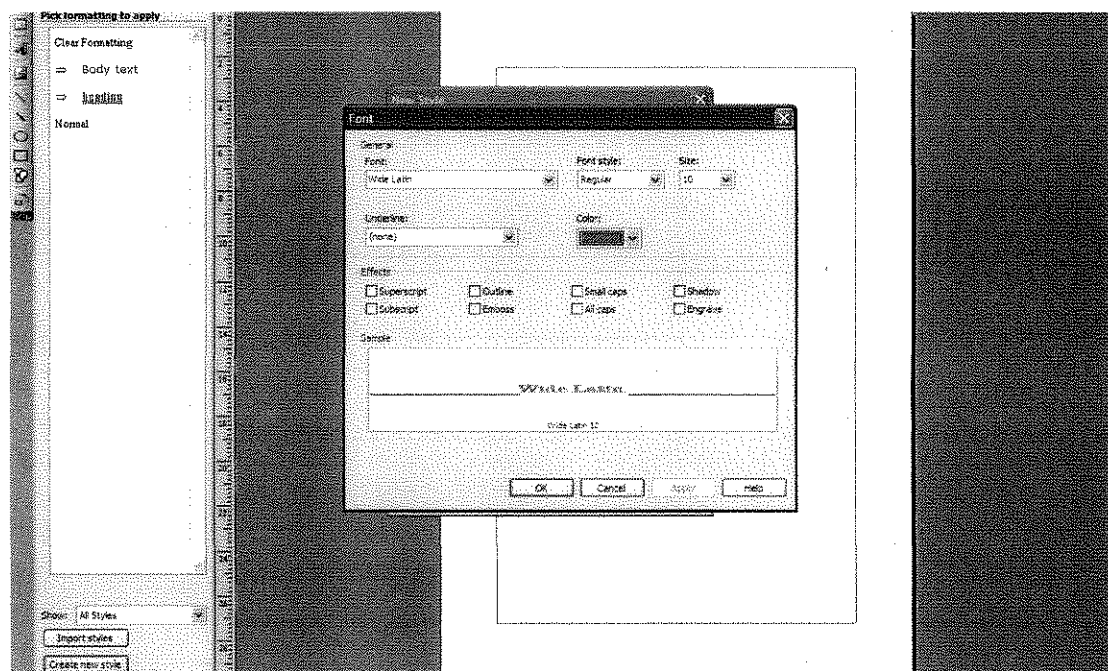 Pick formatting to apply
Clear Formatting
⇒ Body text
⇒ heading
Normal
Show: All Styles
Import styles
Create new style
New Style
Font
General
Font: Font style: Size:
Wide Latin Regular 10
Underline: Color:
(none)
Effects
Superscript Outline Small caps Shadow
Subscript Emboss All caps Engrave
Sample
Wide Latin
Wide Latin 10
OK Cancel Apply Help